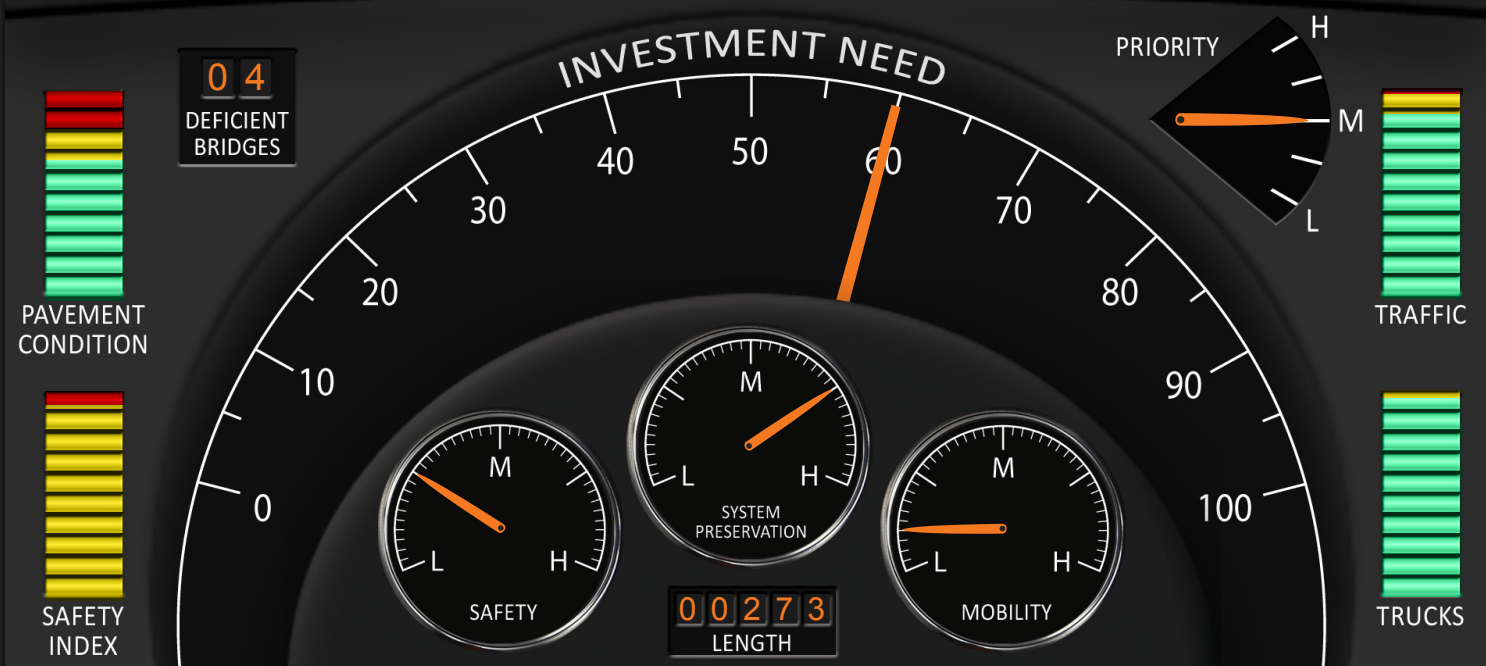 INVESTMENT NEED
PRIORITY
H
M
L
04
DEFICIENT
BRIDGES
0
10
20
30
40
50
60
70
80
90
100
PAVEMENT
CONDITION
TRAFFIC
SAFETY
INDEX
TRUCKS
M
L
H
SAFETY
M
L
H
SYSTEM
PRESERVATION
M
L
H
MOBILITY
00273
LENGTH